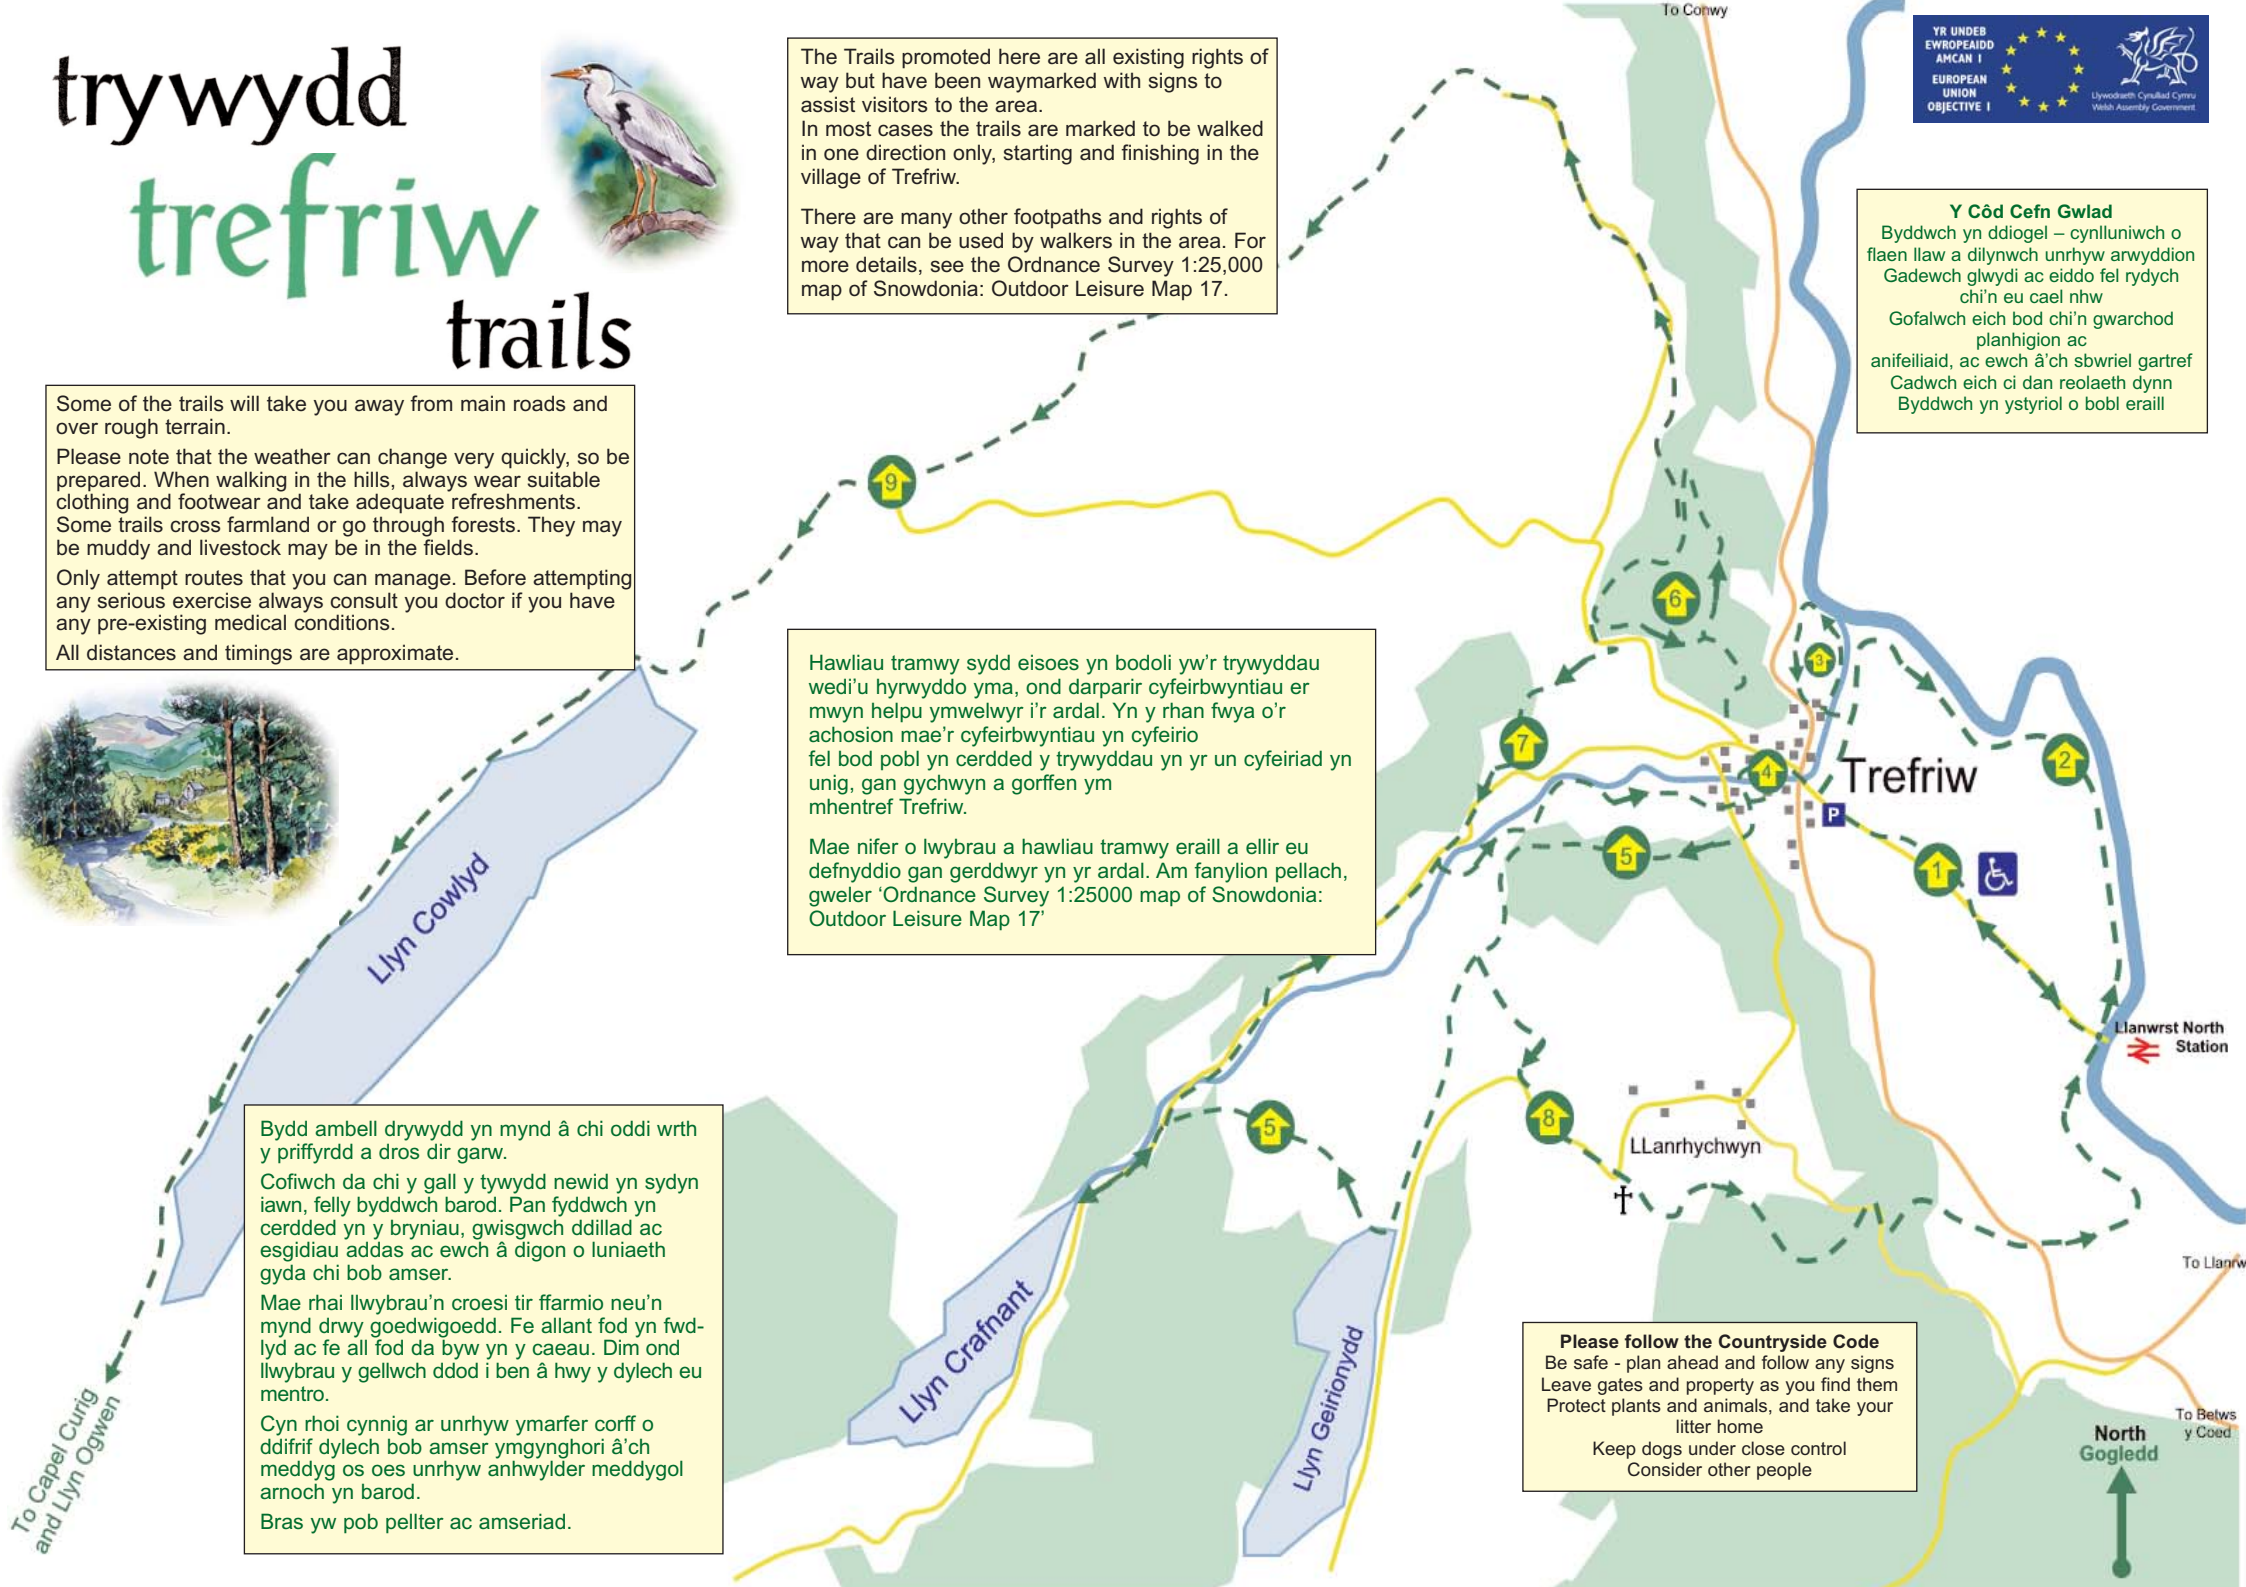 trywydd
trefriw
trails
Some of the trails will take you away from main roads and
over rough terrain.
Please note that the weather can change very quickly, so be
prepared. When walking in the hills, always wear suitable
clothing and footwear and take adequate refreshments.
Some trails cross farmland or go through forests. They may
be muddy and livestock may be in the fields.
Only attempt routes that you can manage. Before attempting
any serious exercise always consult you doctor if you have
any pre-existing medical conditions.
All distances and timings are approximate.
The Trails promoted here are all existing rights of
way but have been waymarked with signs to
assist visitors to the area.
In most cases the trails are marked to be walked
in one direction only, starting and finishing in the
village of Trefriw.
There are many other footpaths and rights of
way that can be used by walkers in the area. For
more details, see the Ordnance Survey 1:25,000
map of Snowdonia: Outdoor Leisure Map 17.
To Conwy
YR UNDEB
EWROPEAIDD
AMCAN I
EUROPEAN
UNION
OBJECTIVE I
Llywodraeth Cynulliad Cymru
Welsh Assembly Government
Y Côd Cefn Gwlad
Byddwch yn ddiogel – cynlluniwch o
flaen llaw a dilynwch unrhyw arwyddion
Gadewch glwydi ac eiddo fel rydych
chi'n eu cael nhw
Gofalwch eich bod chi'n gwarchod
planhigion ac
anifeiliaid, ac ewch â'ch sbwriel gartref
Cadwch eich ci dan reolaeth dynn
Byddwch yn ystyriol o bobl eraill
9
6
3
7
4
2
Trefriw
P
5
1
Hawliau tramwy sydd eisoes yn bodoli yw'r trywyddau
wedi'u hyrwyddo yma, ond darparir cyfeirbwyntiau er
mwyn helpu ymwelwyr i'r ardal. Yn y rhan fwya o'r
achosion mae'r cyfeirbwyntiau yn cyfeirio
fel bod pobl yn cerdded y trywyddau yn yr un cyfeiriad yn
unig, gan gychwyn a gorffen ym
mhentref Trefriw.
Mae nifer o lwybrau a hawliau tramwy eraill a ellir eu
defnyddio gan gerddwyr yn yr ardal. Am fanylion pellach,
gweler ‘Ordnance Survey 1:25000 map of Snowdonia:
Outdoor Leisure Map 17’
Llyn Cowlyd
Llanwrst North
Station
5
8
LLanrhychwyn
Bydd ambell drywydd yn mynd â chi oddi wrth
y priffyrdd a dros dir garw.
Cofiwch da chi y gall y tywydd newid yn sydyn
iawn, felly byddwch barod. Pan fyddwch yn
cerdded yn y bryniau, gwisgwch ddillad ac
esgidiau addas ac ewch â digon o luniaeth
gyda chi bob amser.
Mae rhai llwybrau'n croesi tir ffarmio neu'n
mynd drwy goedwigoedd. Fe allant fod yn fwd-
lyd ac fe all fod da byw yn y caeau. Dim ond
llwybrau y gellwch ddod i ben â hwy y dylech eu
mentro.
Cyn rhoi cynnig ar unrhyw ymarfer corff o
ddifrif dylech bob amser ymgynghori â'ch
meddyg os oes unrhyw anhwylder meddygol
arnoch yn barod.
Bras yw pob pellter ac amseriad.
To Capel Curig
and Llyn Ogwen
Llyn Crafnant
Llyn Geirionydd
To Llanrw
Please follow the Countryside Code
Be safe - plan ahead and follow any signs
Leave gates and property as you find them
Protect plants and animals, and take your
litter home
Keep dogs under close control
Consider other people
To Betws
y Coed
North
Gogledd